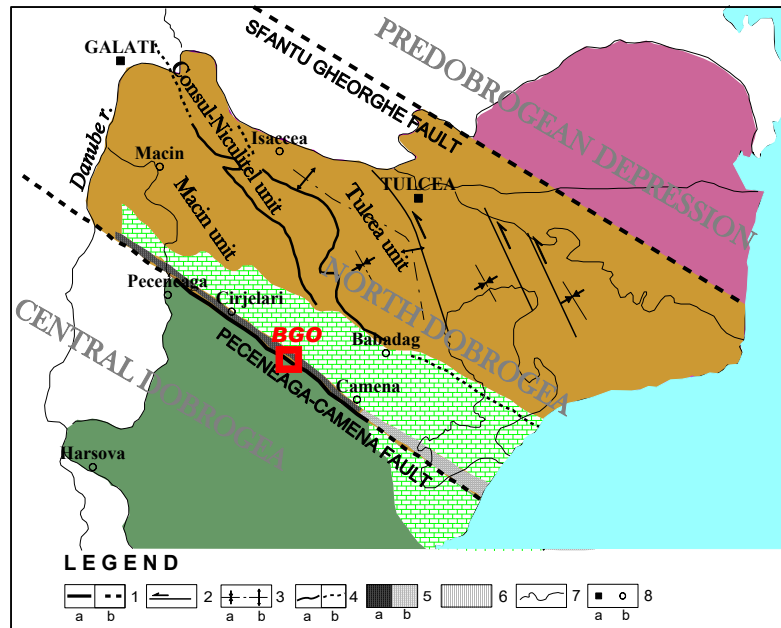 GALATI
SFANTU GHEORGHE FAULT
PREDOBROGEAN DEPRESSION
Consul-Niculitel unit
Isaccea
Danube r.
Macin
Macin unit
TULCEA
Tulcea unit
NORTH DOBROGEA
Peceneaga
Cirjelari
BGO
Babadag
CENTRAL DOBROGEA
PECENEAGA-CAMENA FAULT
Camena
Harsova
LEGEND
1 2 3 4 5 6 7 8
a b a b a b a b a b